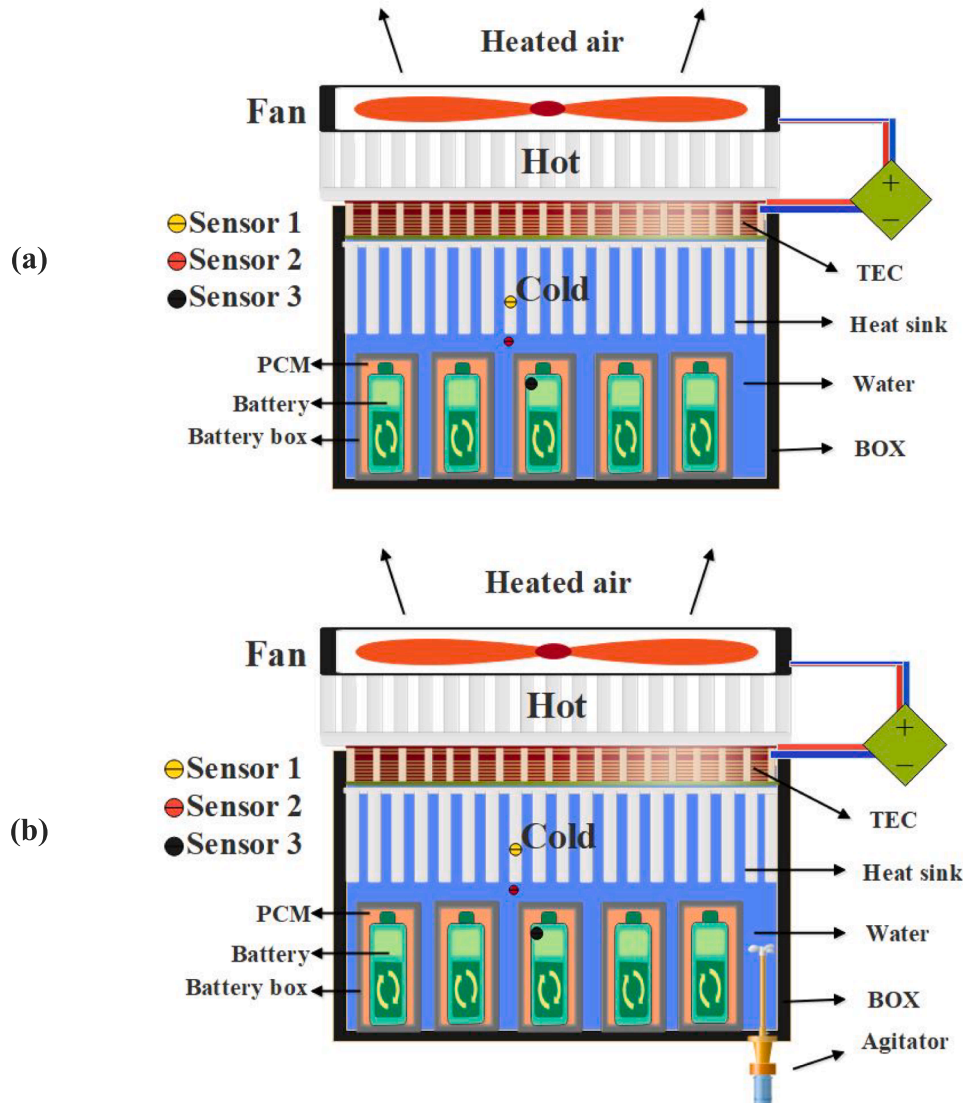 Heated air
Fan
Hot
+
−
Sensor 1
Sensor 2
Sensor 3
(a)
TEC
Cold
Heat sink
PCM
Water
Battery
Battery box
BOX
Heated air
Fan
Hot
+
−
Sensor 1
Sensor 2
Sensor 3
(b)
TEC
Cold
Heat sink
PCM
Water
Battery
Battery box
BOX
Agitator